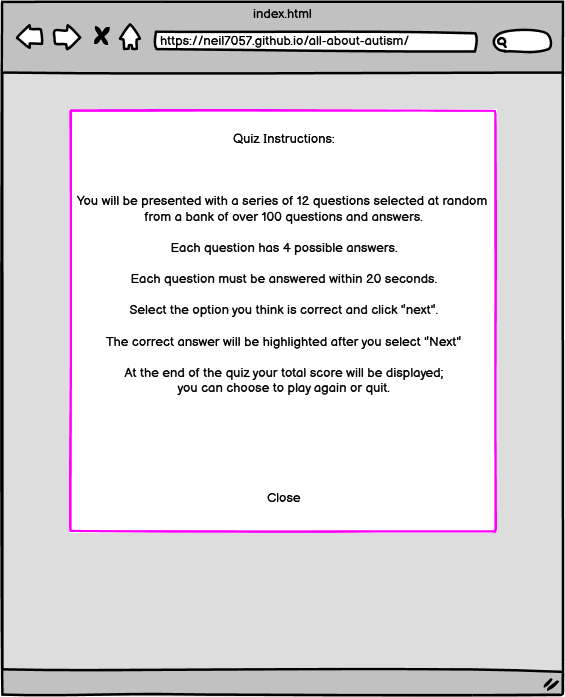 index.html
https://neil7057.github.io/all-about-autism/
Quiz Instructions:
You will be presented with a series of 12 questions selected at random
from a bank of over 100 questions and answers.
Each question has 4 possible answers.
Each question must be answered within 20 seconds.
Select the option you think is correct and click "next".
The correct answer will be highlighted after you select "Next"
At the end of the quiz your total score will be displayed;
you can choose to play again or quit.
Close